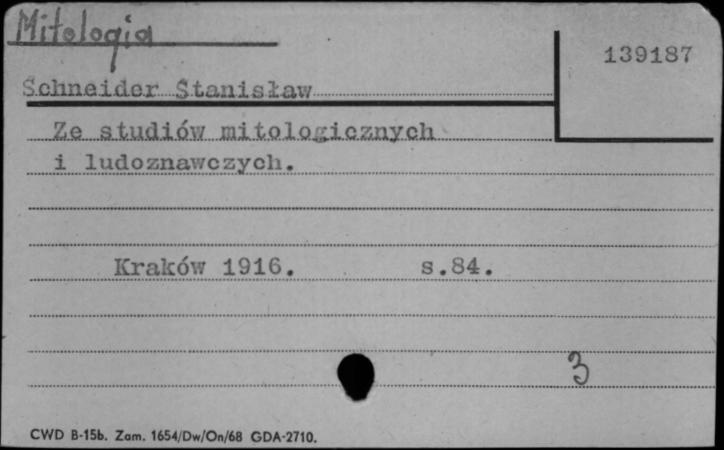 Mitologia
139187
Schneider Stanisław
Ze studiów mitologicznych
i ludoznawczych.
Kraków 1916. s.84.
3
CWD B-15b. Zam. 1654/Dw/On/68 GDA-2710.